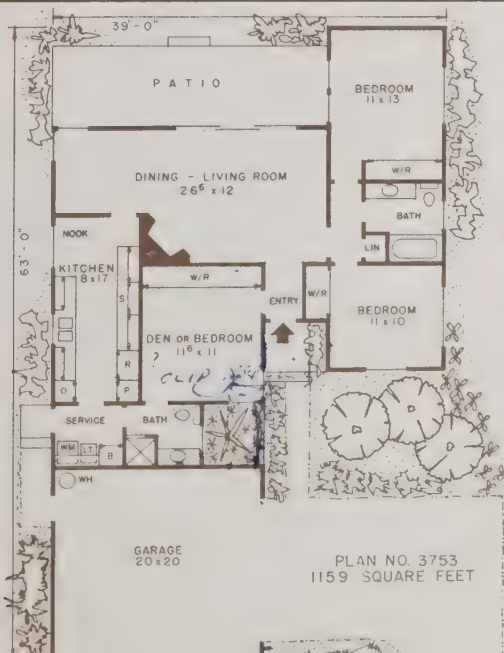 39'-0"
PATIO
BEDROOM
11 x 13
DINING - LIVING ROOM
26⁶ x 12
W/R
BATH
LIN
63'-0"
NOOK
KITCHEN
8 x 17
W/R
S
ENTRY
W/R
BEDROOM
11 x 10
DEN OR BEDROOM
11⁶ x 11
R
P
O
SERVICE
BATH
WM
LT
B
WH
GARAGE
20 x 20
PLAN NO. 3753
1159 SQUARE FEET